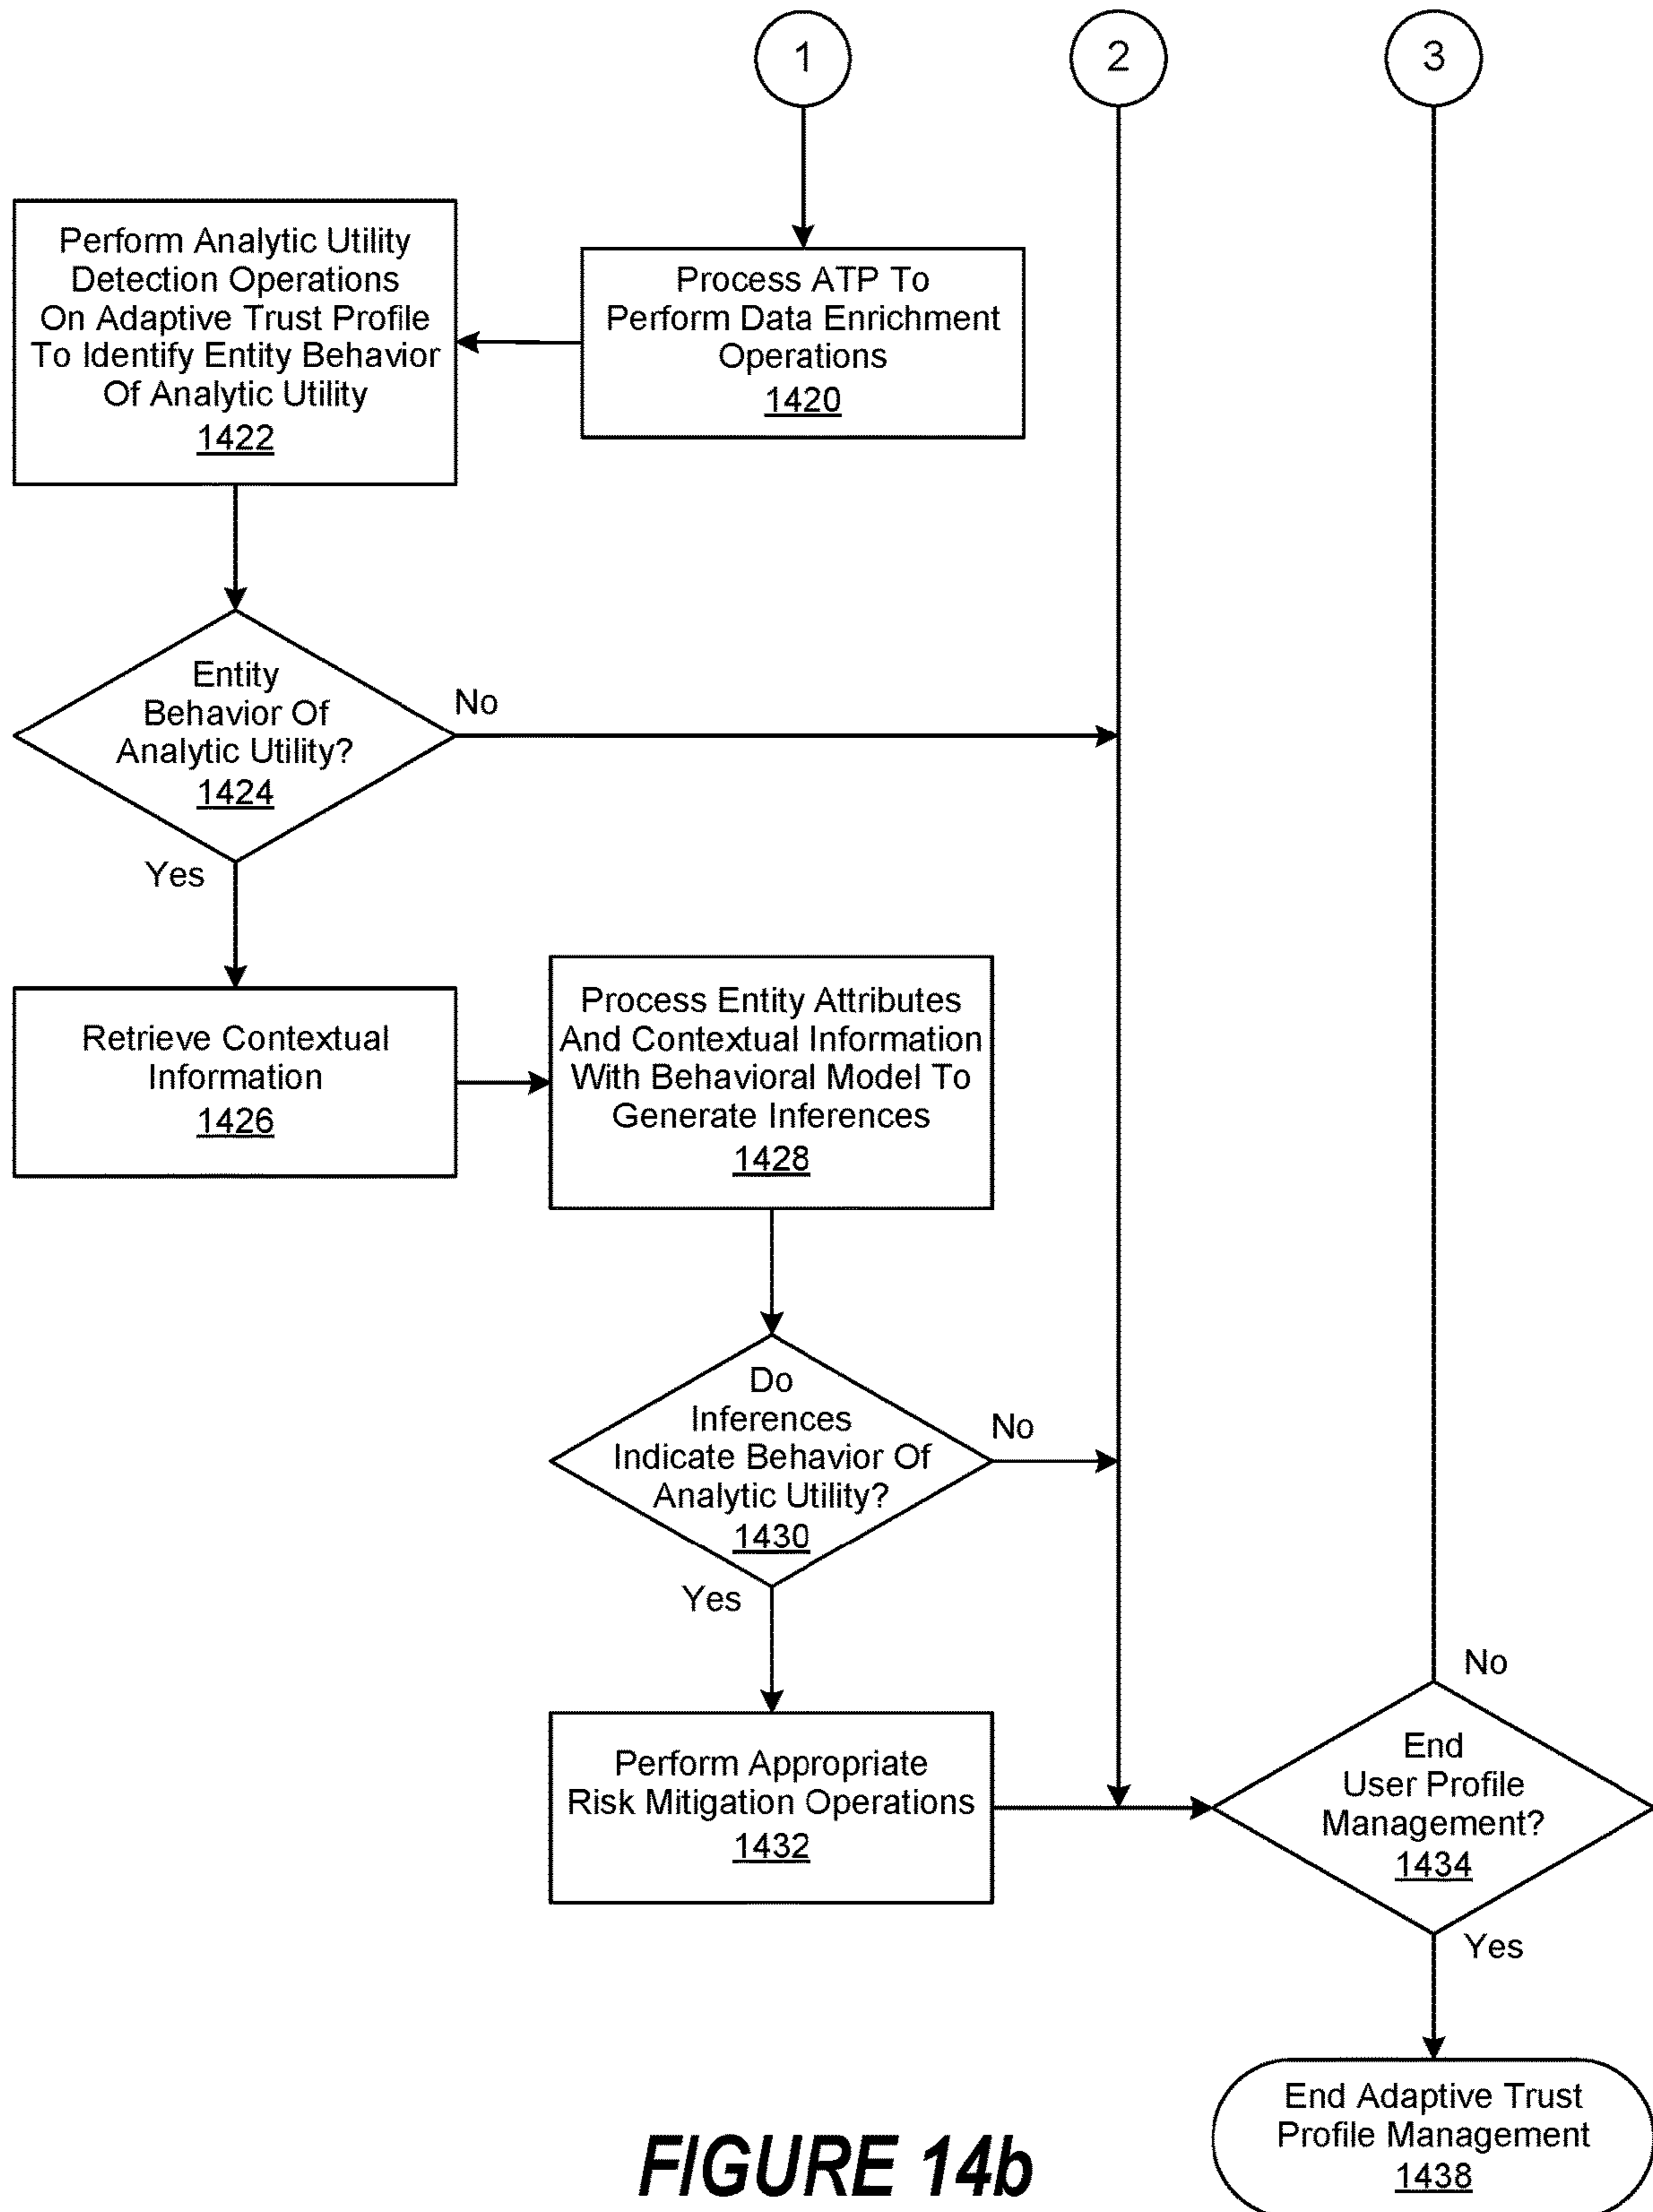 1
2
3
Perform Analytic Utility
Detection Operations
On Adaptive Trust Profile
To Identify Entity Behavior
Of Analytic Utility
1422
Process ATP To
Perform Data Enrichment
Operations
1420
Entity
Behavior Of
Analytic Utility?
1424
No
Yes
Retrieve Contextual
Information
1426
Process Entity Attributes
And Contextual Information
With Behavioral Model To
Generate Inferences
1428
Do
Inferences
Indicate Behavior Of
Analytic Utility?
1430
No
Yes
Perform Appropriate
Risk Mitigation Operations
1432
No
End
User Profile
Management?
1434
Yes
End Adaptive Trust
Profile Management
1438
FIGURE 14b